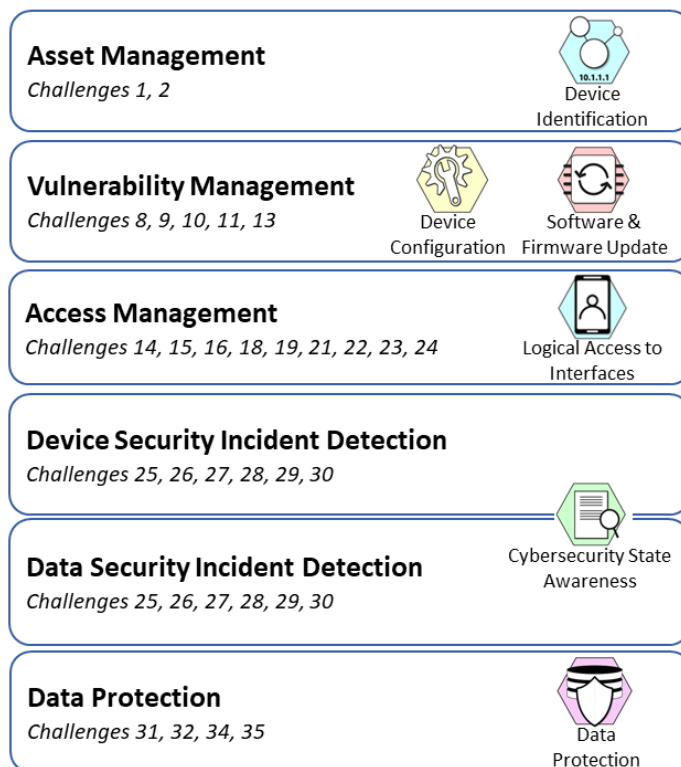 Asset Management
Challenges 1, 2
10.1.1.1
Device
Identification
Vulnerability Management
Challenges 8, 9, 10, 11, 13
Device
Configuration
Software &
Firmware Update
Access Management
Challenges 14, 15, 16, 18, 19, 21, 22, 23, 24
Logical Access to
Interfaces
Device Security Incident Detection
Challenges 25, 26, 27, 28, 29, 30
Data Security Incident Detection
Challenges 25, 26, 27, 28, 29, 30
Cybersecurity State
Awareness
Data Protection
Challenges 31, 32, 34, 35
Data
Protection